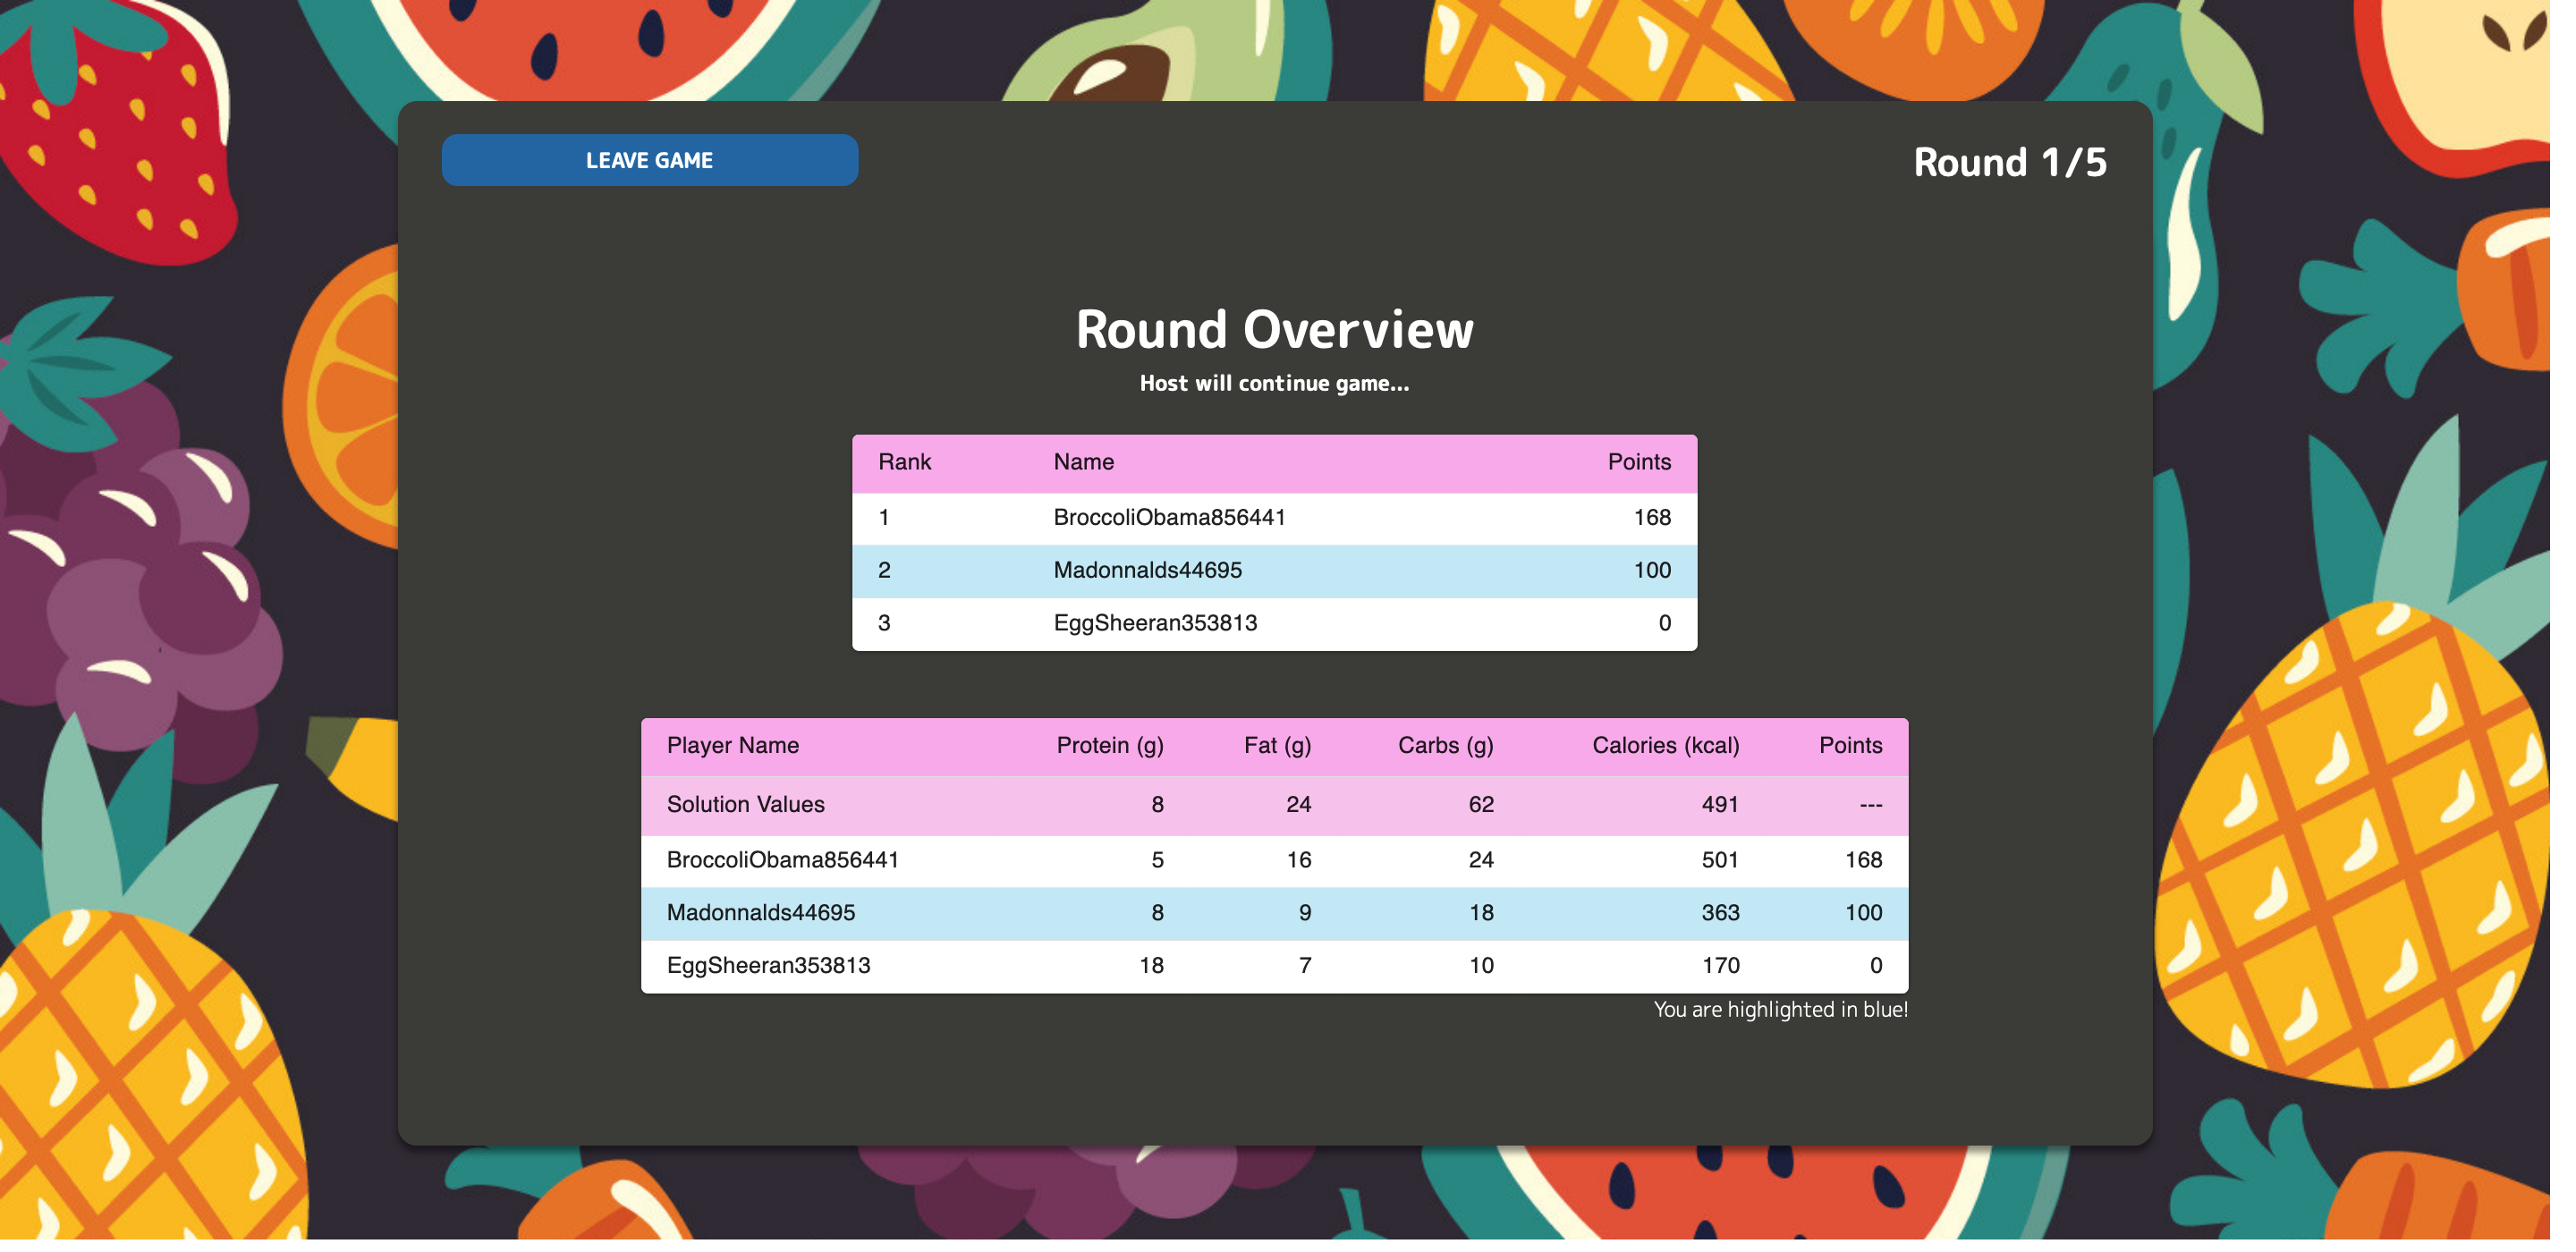 LEAVE GAME
Round 1/5
Round Overview
Host will continue game...
Rank Name Points
1 BroccoliObama856441 168
2 Madonnalds44695 100
3 EggSheeran353813 0
Player Name Protein (g) Fat (g) Carbs (g) Calories (kcal) Points
Solution Values 8 24 62 491 ---
BroccoliObama856441 5 16 24 501 168
Madonnalds44695 8 9 18 363 100
EggSheeran353813 18 7 10 170 0
You are highlighted in blue!